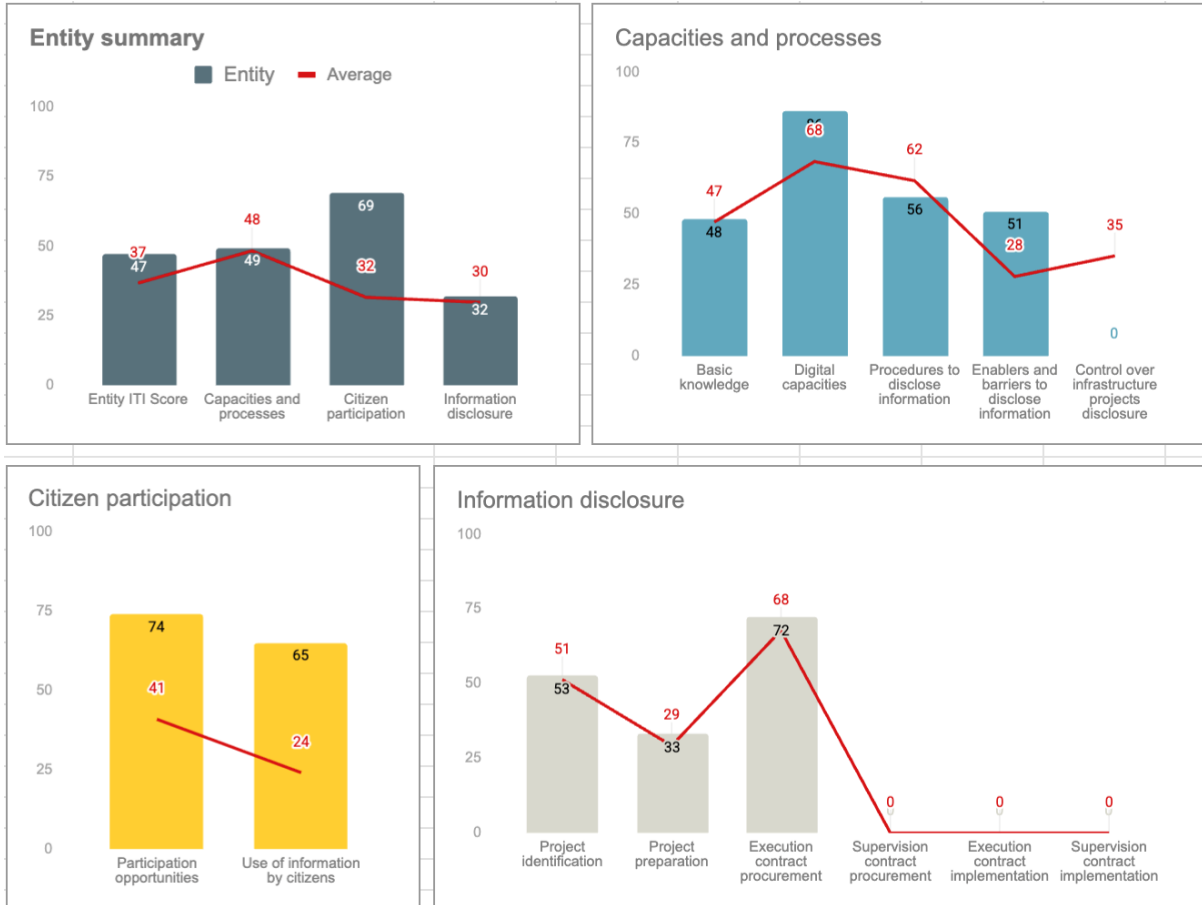 Entity summary
Entity
Average
100
75
50
25
0
37
47
48
49
32
69
30
32
Entity ITI Score
Capacities and
processes
Citizen
participation
Information
disclosure
Capacities and processes
100
75
50
25
0
47
48
68
62
56
51
28
35
0
Basic
knowledge
Digital
capacities
Procedures to
disclose
information
Enablers and
barriers to
disclose
information
Control over
infrastructure
projects
disclosure
Citizen participation
100
75
50
25
0
74
41
65
24
Participation
opportunities
Use of information
by citizens
Information disclosure
100
75
50
25
0
51
53
29
33
68
72
0
0
0
Project
identification
Project
preparation
Execution
contract
procurement
Supervision
contract
procurement
Execution
contract
implementation
Supervision
contract
implementation